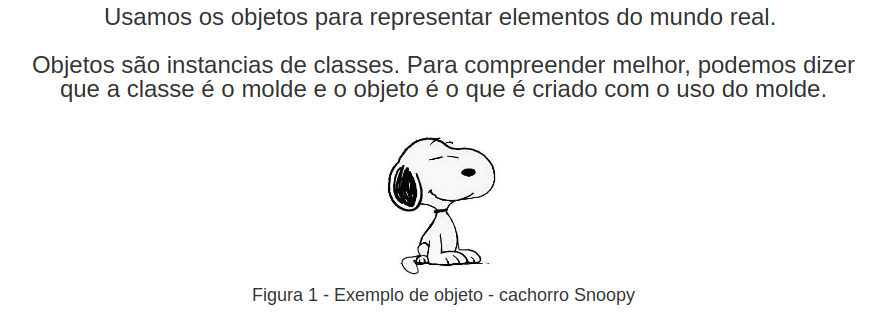 Usamos os objetos para representar elementos do mundo real.
Objetos são instancias de classes. Para compreender melhor, podemos dizer
que a classe é o molde e o objeto é o que é criado com o uso do molde.
Figura 1 - Exemplo de objeto - cachorro Snoopy